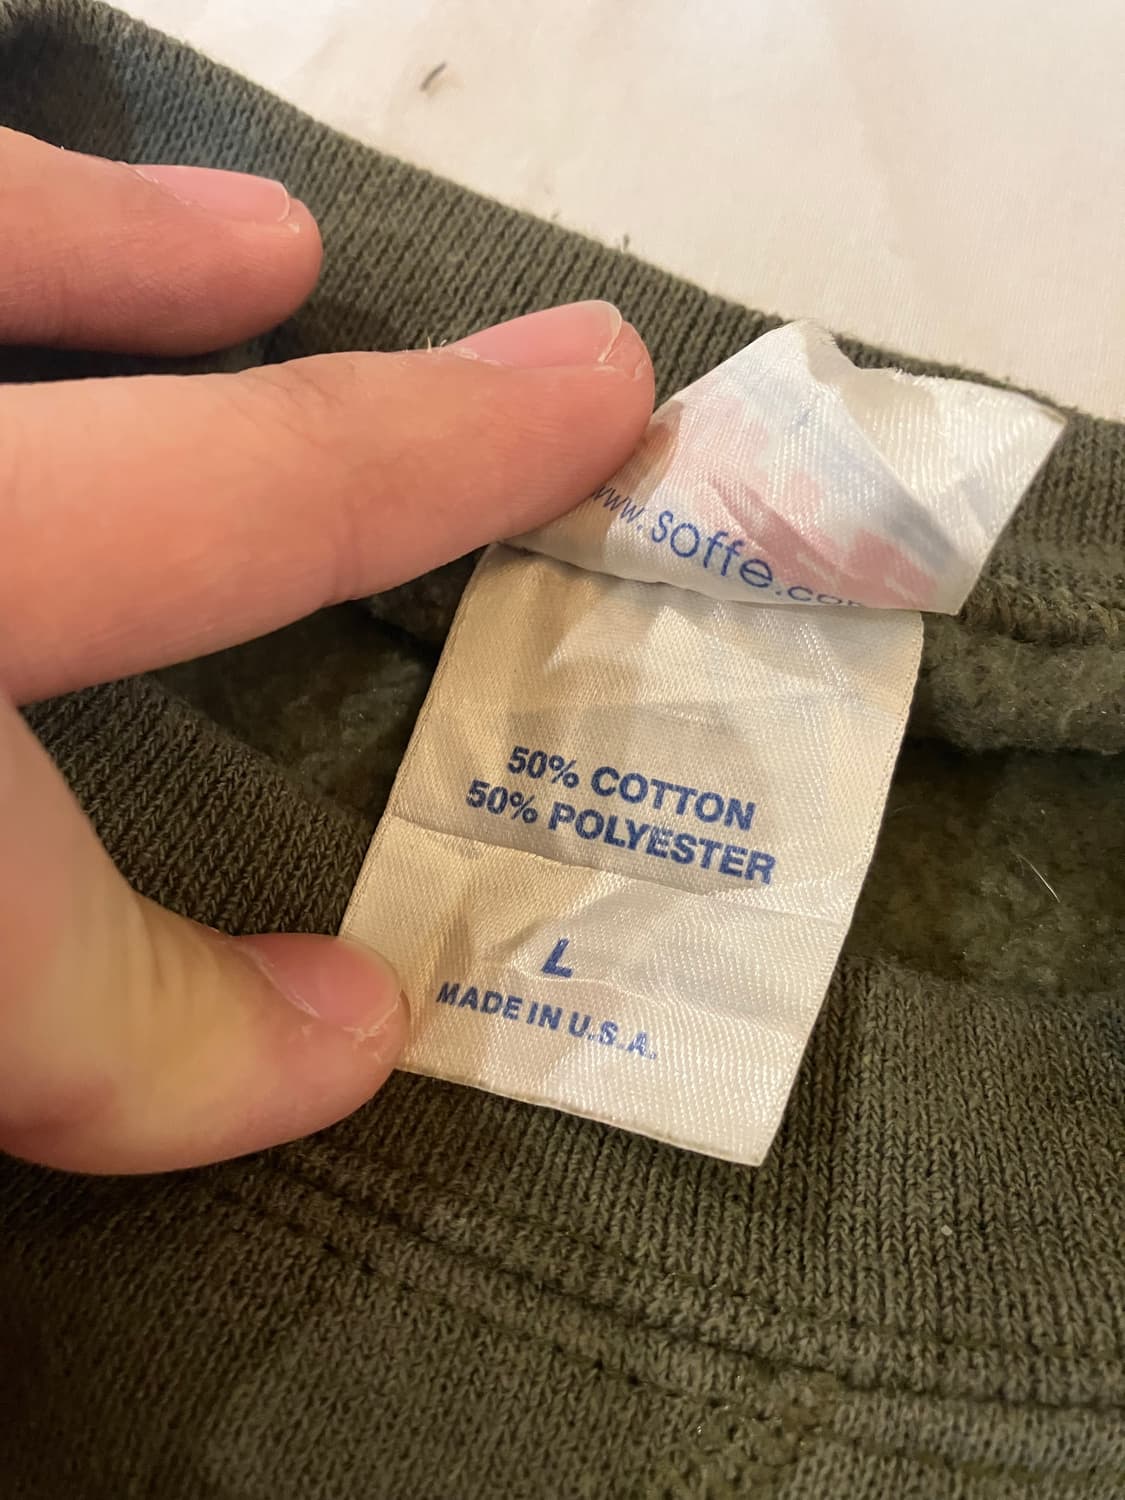 www.soffe.co
50% COTTON
50% POLYESTER
L
MADE IN U.S.A.